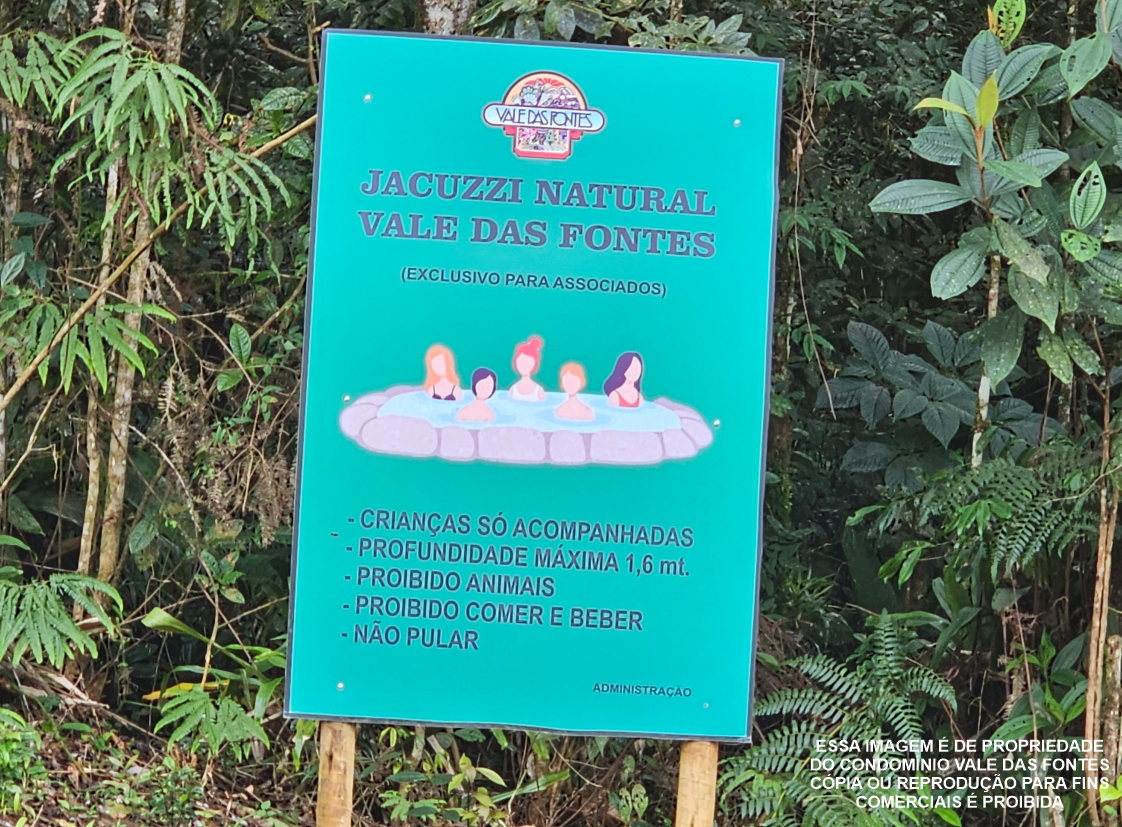 VALE DAS FONTES
JACUZZI NATURAL
VALE DAS FONTES
(EXCLUSIVO PARA ASSOCIADOS)
- CRIANÇAS SÓ ACOMPANHADAS
- PROFUNDIDADE MÁXIMA 1,6 mt.
- PROIBIDO ANIMAIS
- PROIBIDO COMER E BEBER
- NÃO PULAR
ADMINISTRAÇÃO
ESSA IMAGEM É DE PROPRIEDADE
DO CONDOMINIO VALE DAS FONTES
CÓPIA OU REPRODUÇÃO PARA FINS
COMERCIAIS É PROIBIDA